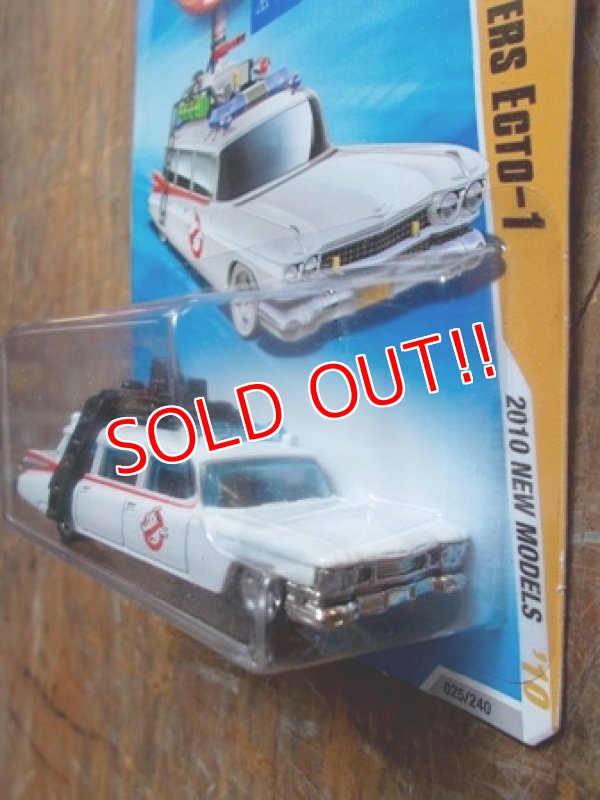 ERS ECTO-1
SOLD OUT!!
2010 NEW MODELS
'10
025/240